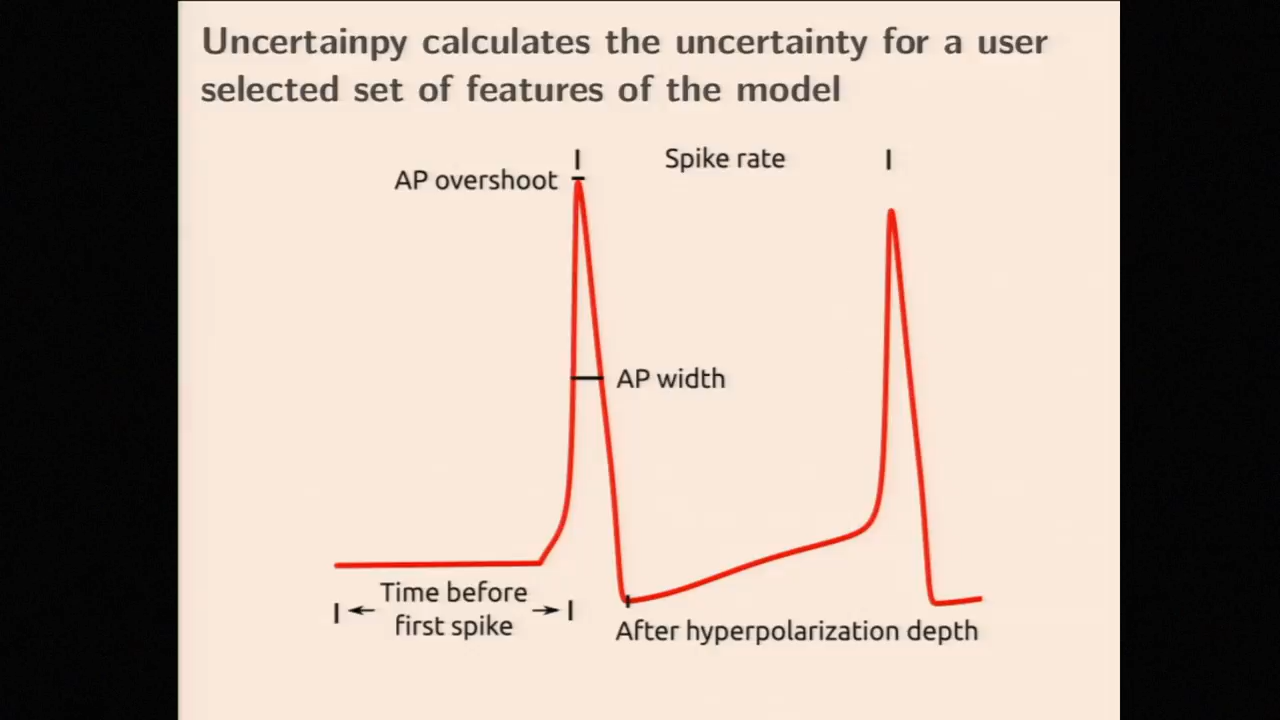 Uncertainpy calculates the uncertainty for a user
selected set of features of the model
Spike rate
AP overshoot
AP width
Time before
first spike
After hyperpolarization depth